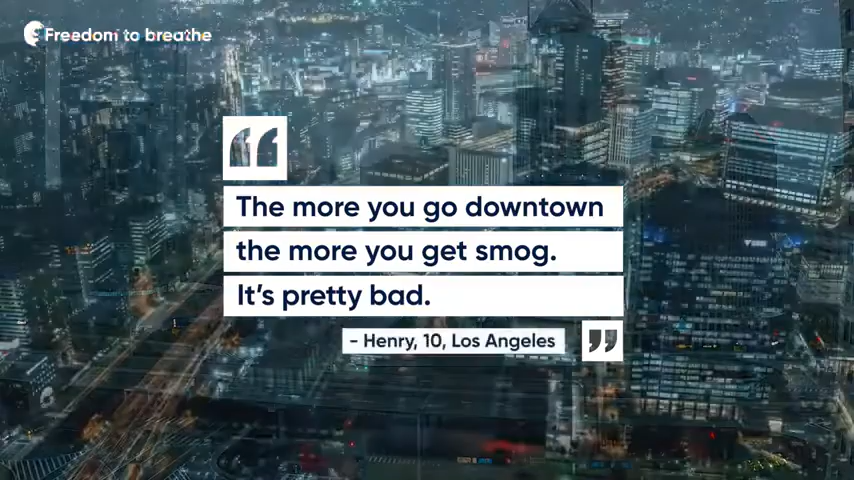 Freedom to breathe
“
The more you go downtown
the more you get smog.
It's pretty bad.
- Henry, 10, Los Angeles
”